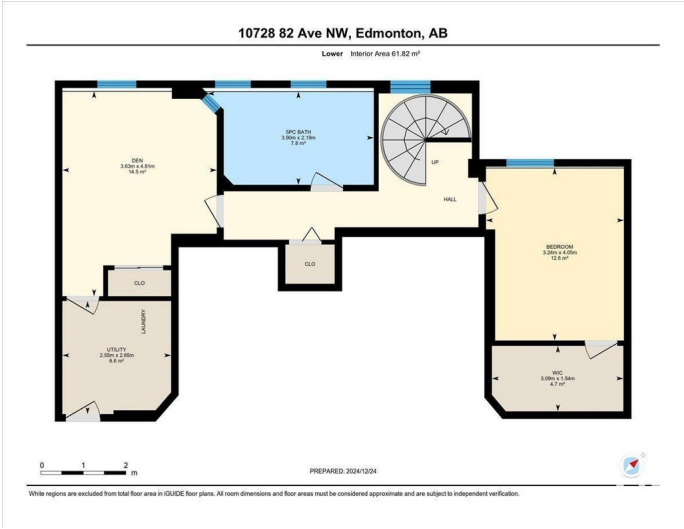 10728 82 Ave NW, Edmonton, AB
Lower Interior Area 61.82 m²
5PC BATH
3.90m x 2.19m
7.8 m²
DEN
3.63m x 4.81m
14.5 m²
UP
HALL
BEDROOM
3.24m x 4.05m
12.6 m²
CLO
CLO
LAUNDRY
UTILITY
2.55m x 2.65m
6.6 m²
WIC
3.09m x 1.54m
4.7 m²
0 1 2
m
PREPARED: 2024/12/24
White regions are excluded from total floor area in iGUIDE floor plans. All room dimensions and floor areas must be considered approximate and are subject to independent verification.